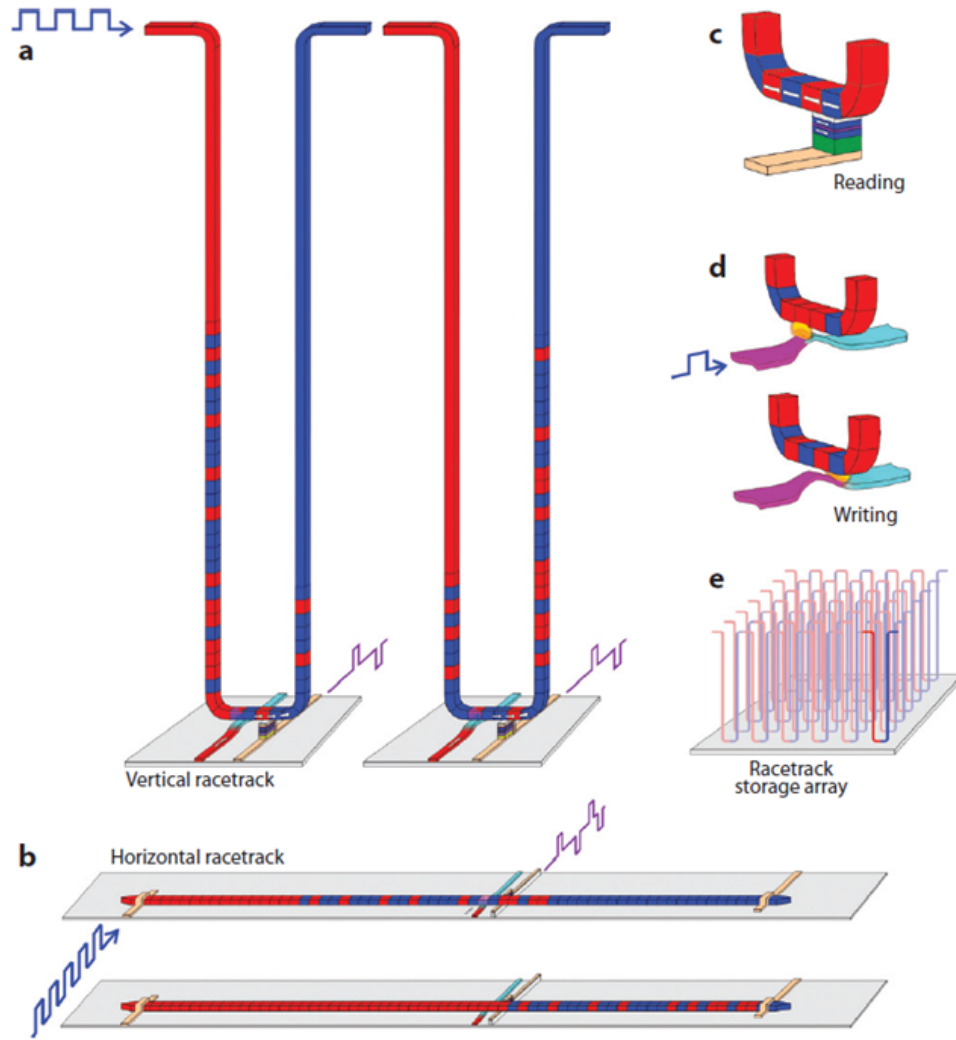 a
c
Reading
d
Writing
e
Vertical racetrack
Racetrack
storage array
b
Horizontal racetrack